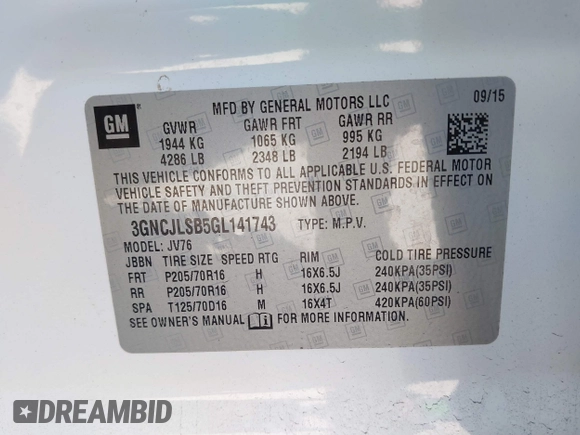 GM
MFD BY GENERAL MOTORS LLC 09/15
GVWR GAWR FRT GAWR RR
1944 KG 1065 KG 995 KG
4286 LB 2348 LB 2194 LB
THIS VEHICLE CONFORMS TO ALL APPLICABLE U.S. FEDERAL MOTOR
VEHICLE SAFETY AND THEFT PREVENTION STANDARDS IN EFFECT ON
THE DATE OF MANUFACTURE SHOWN ABOVE.
3GNCJLSB5GL141743 TYPE: M.P.V.
MODEL: JV76
JBBN TIRE SIZE SPEED RTG RIM COLD TIRE PRESSURE
FRT P205/70R16 H 16X6.5J 240KPA(35PSI)
RR P205/70R16 H 16X6.5J 240KPA(35PSI)
SPA T125/70D16 M 16X4T 420KPA(60PSI)
SEE OWNER'S MANUAL FOR MORE INFORMATION.
DREAMBID